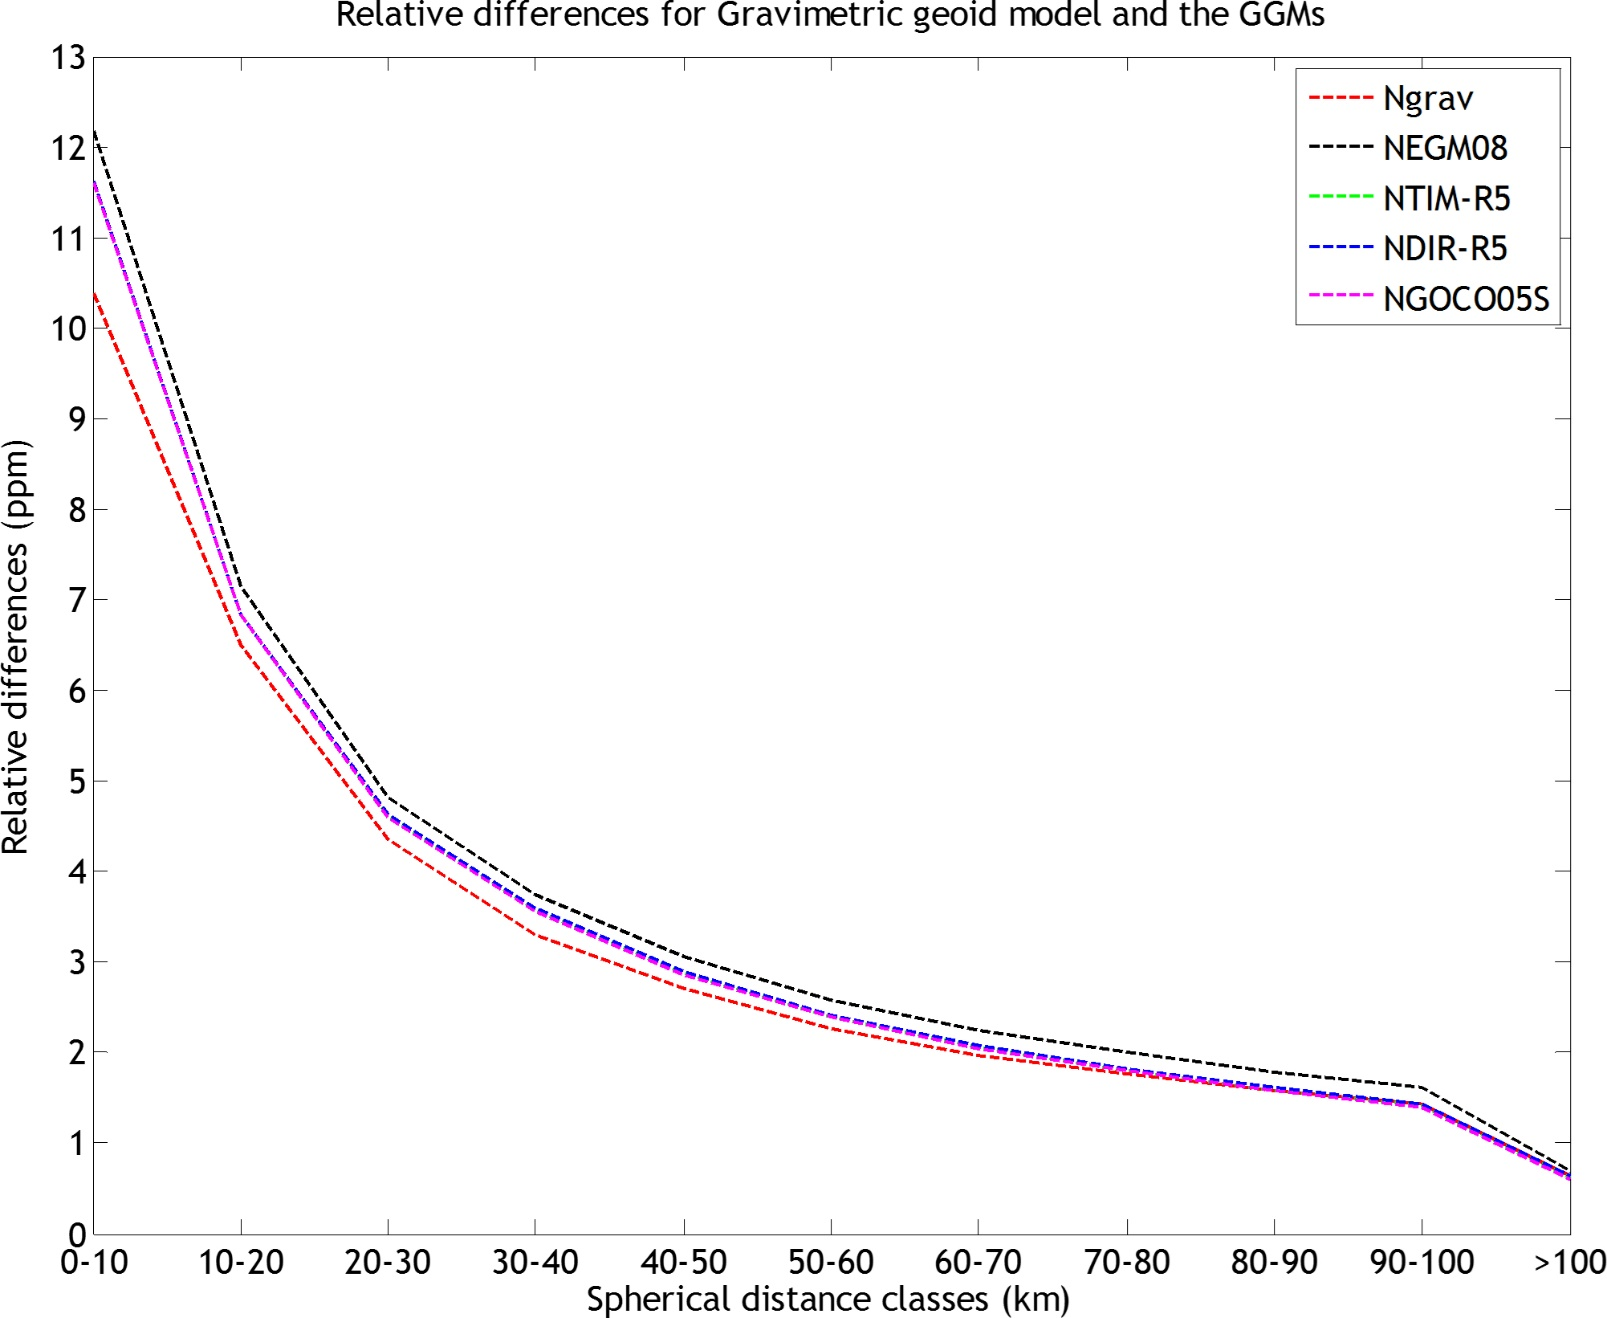 Relative differences for Gravimetric geoid model and the GGMs
13
12
11
10
9
8
7
6
5
4
3
2
1
0
Relative differences (ppm)
Ngrav
NEGM08
NTIM-R5
NDIR-R5
NGOCO05S
0-10 10-20 20-30 30-40 40-50 50-60 60-70 70-80 80-90 90-100 >100
Spherical distance classes (km)